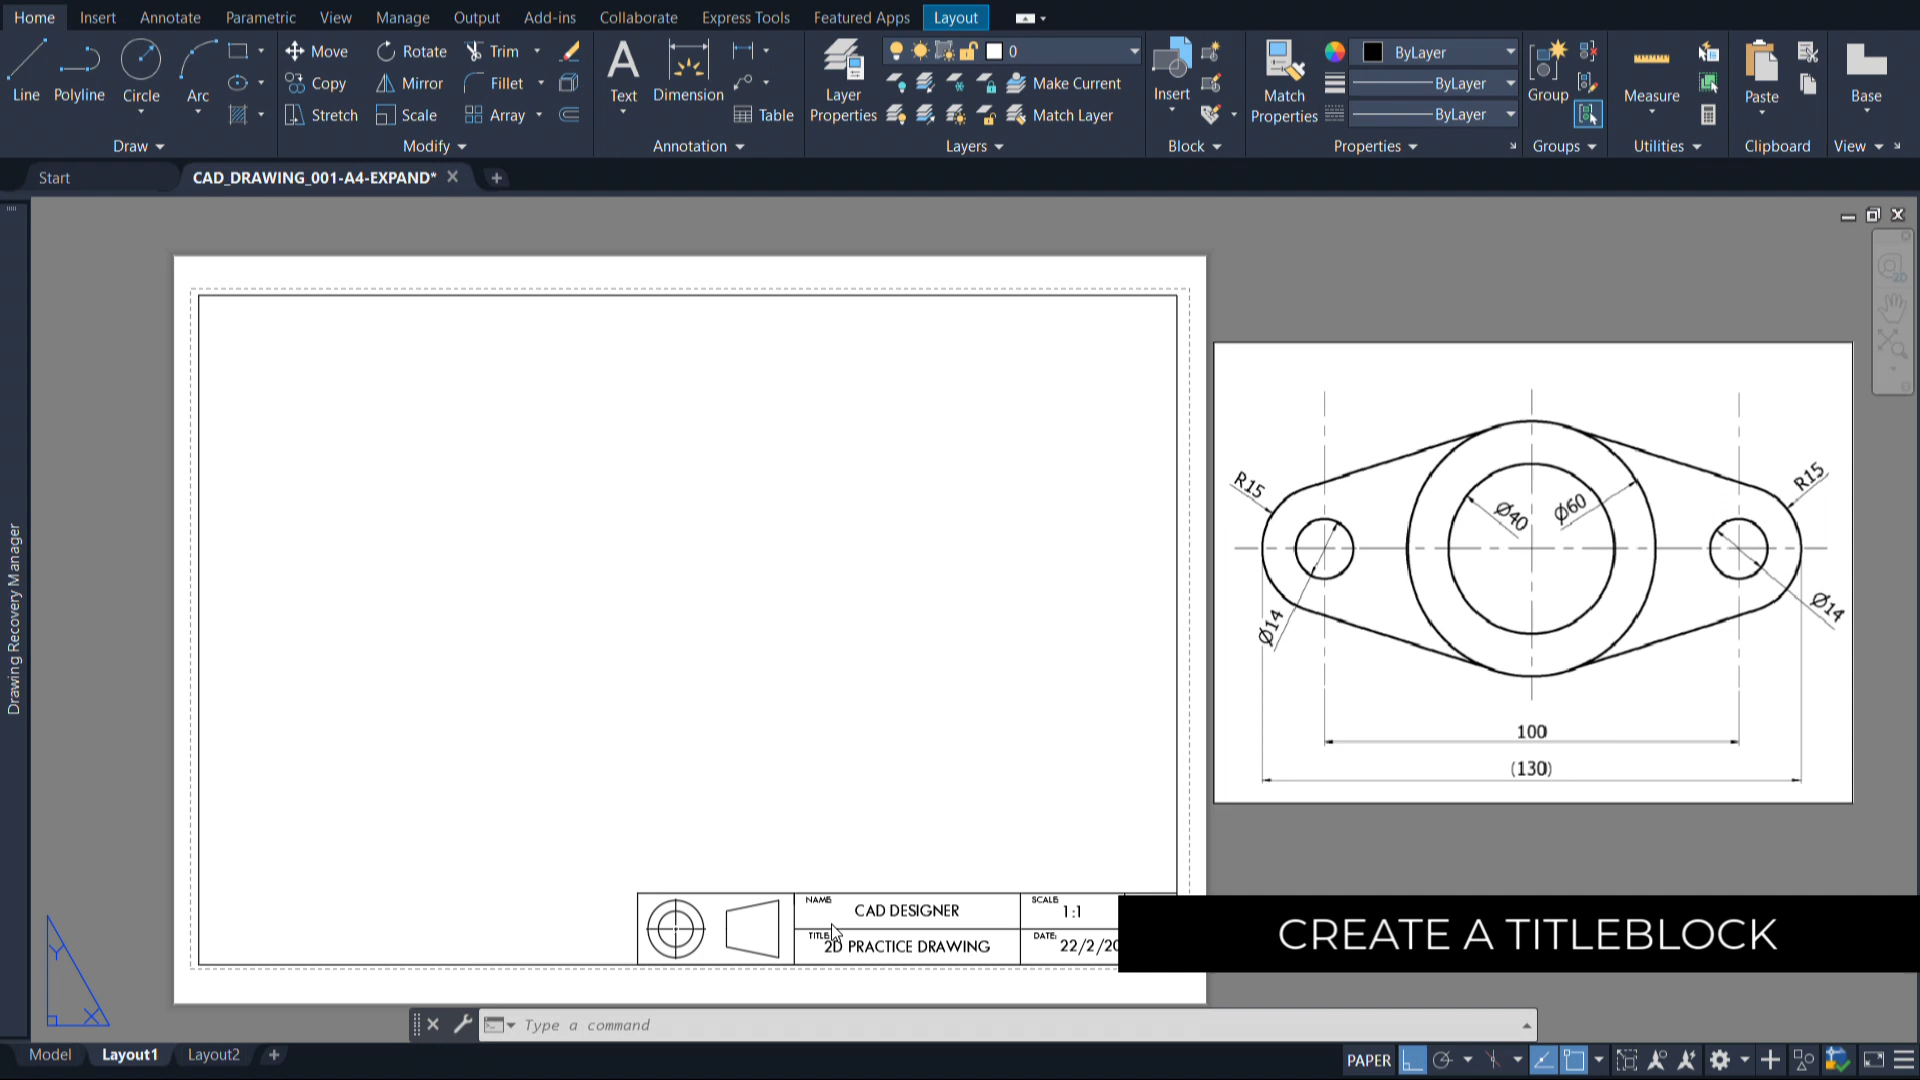 Home Insert Annotate Parametric View Manage Output Add-ins Collaborate Express Tools Featured Apps Layout
Line Polyline Circle Arc
Move Rotate Trim
Copy Mirror Fillet
Stretch Scale Array
Text Dimension
Table
Layer Properties
0
Make Current
Match Layer
Insert
Match Properties
ByLayer
ByLayer
ByLayer
Group
Measure
Paste
Base
Draw Modify Annotation Layers Block Properties Groups Utilities Clipboard View
Start
CAD_DRAWING_001-A4-EXPAND*
2D
Drawing Recovery Manager
R15
R15
Ø40
Ø60
Ø14
Ø14
100
(130)
NAME
CAD DESIGNER
SCALE
1:1
TITLE:
2D PRACTICE DRAWING
DATE:
22/2/20
CREATE A TITLEBLOCK
Y
X
Type a command
Model Layout1 Layout2
PAPER